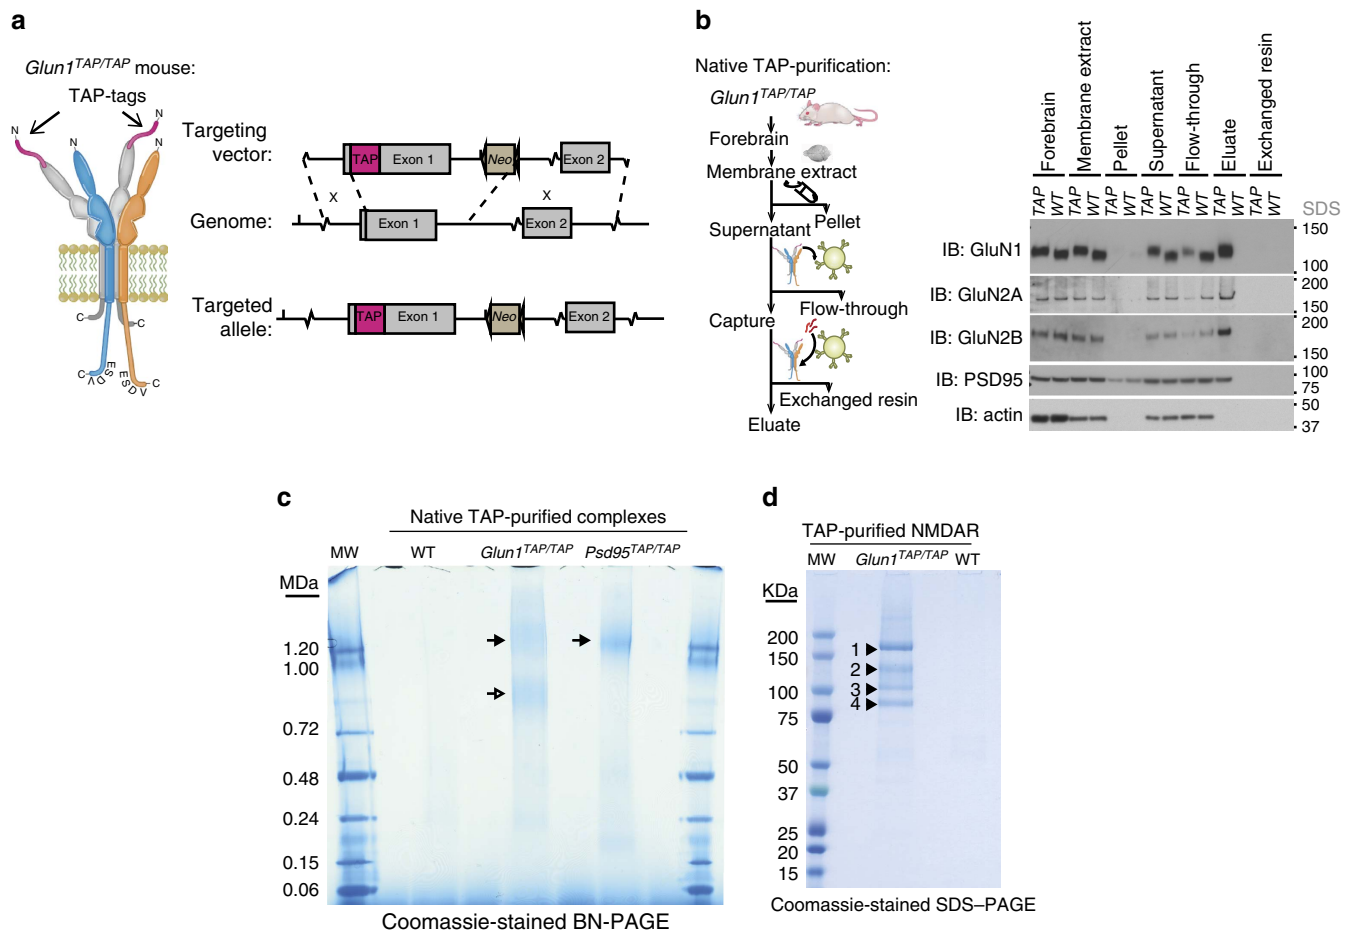 a
Glun1TAP/TAP mouse:
TAP-tags
N
N
N
N
C
C
C
V
D
S
E
E
S
D
V
C
Targeting vector:
TAP
Exon 1
Neo
Exon 2
X
X
Genome:
Exon 1
Exon 2
Targeted allele:
TAP
Exon 1
Neo
Exon 2
b
Native TAP-purification:
Glun1TAP/TAP
Forebrain
Membrane extract
Pellet
Supernatant
Flow-through
Capture
Exchanged resin
Eluate
Forebrain
Membrane extract
Pellet
Supernatant
Flow-through
Eluate
Exchanged resin
TAP WT TAP WT TAP WT TAP WT TAP WT TAP WT TAP WT
SDS
IB: GluN1
150
100
IB: GluN2A
200
150
IB: GluN2B
200
150
IB: PSD95
100
75
IB: actin
50
37
c
Native TAP-purified complexes
MW
WT
Glun1TAP/TAP
Psd95TAP/TAP
MDa
1.20
1.00
0.72
0.48
0.24
0.15
0.06
Coomassie-stained BN-PAGE
d
TAP-purified NMDAR
MW
Glun1TAP/TAP
WT
KDa
200
150
100
75
50
37
25
20
15
1
2
3
4
Coomassie-stained SDS–PAGE